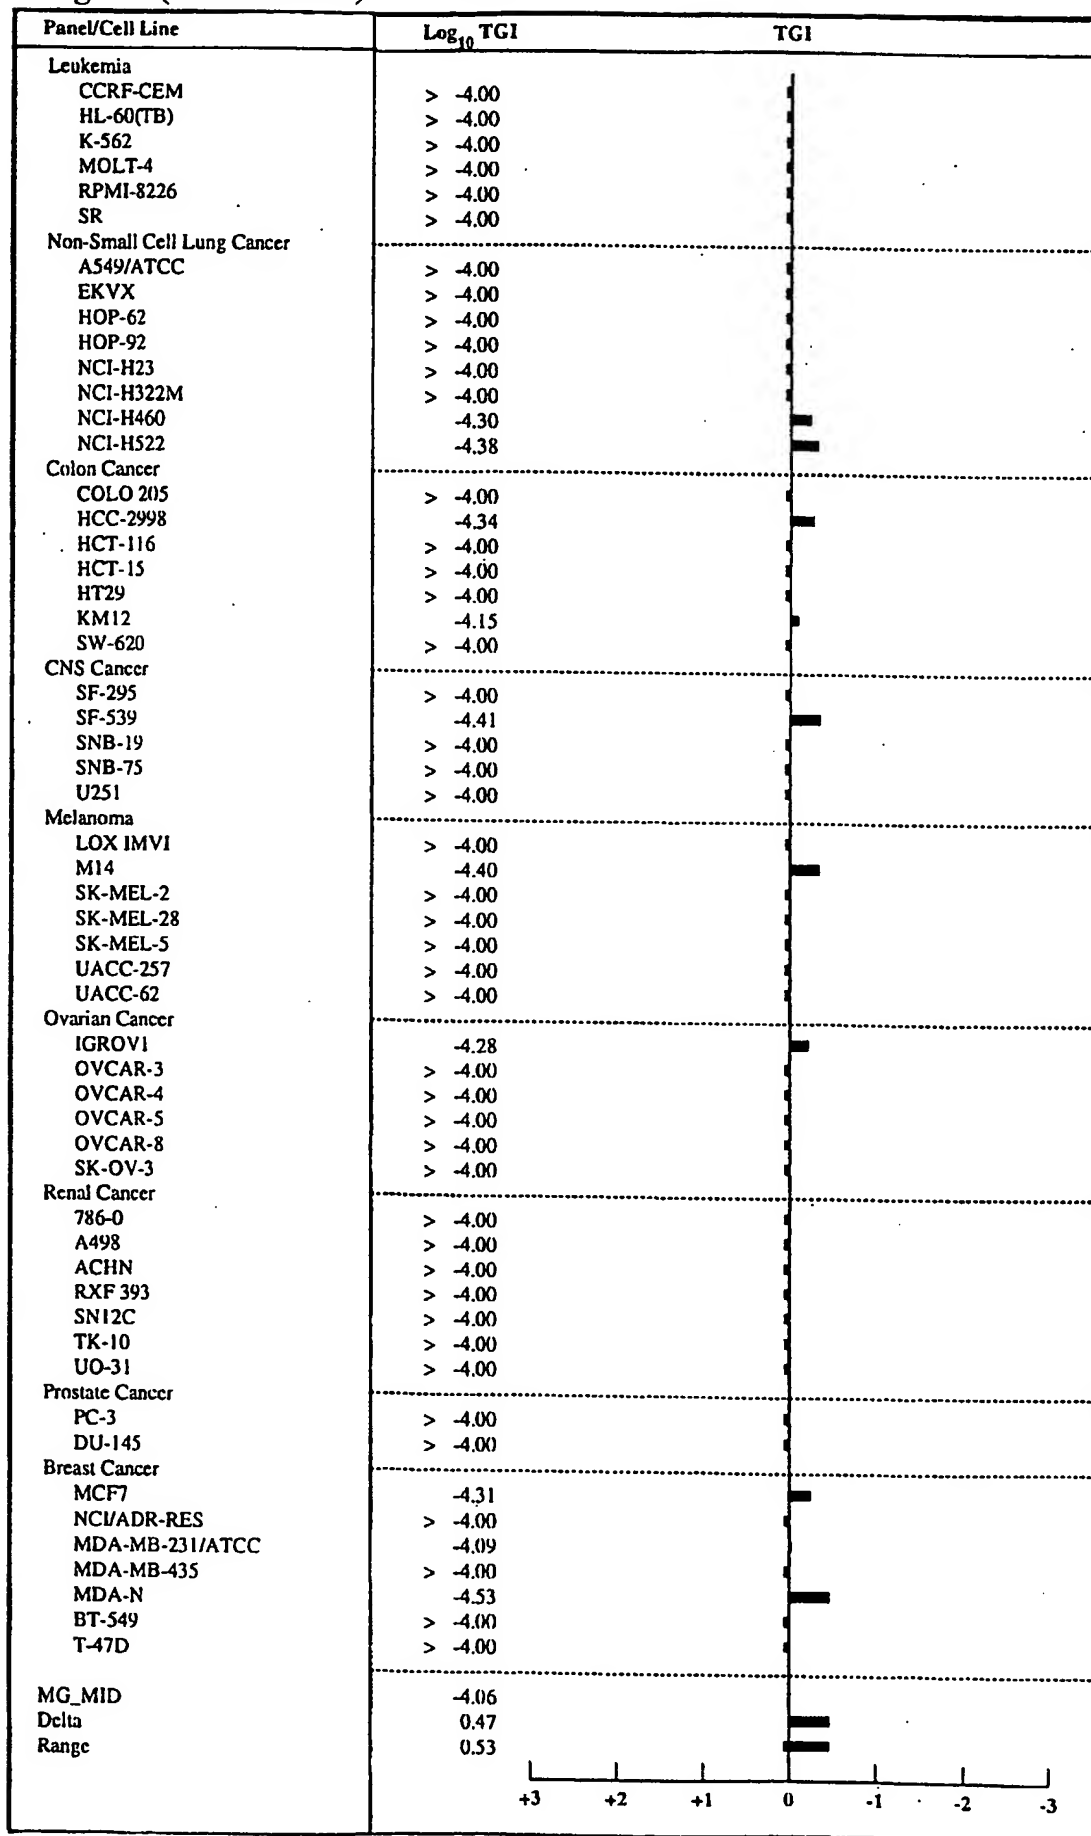 Panel/Cell Line Log10 TGI TGI
Leukemia
CCRF-CEM > -4.00
HL-60(TB) > -4.00
K-562 > -4.00
MOLT-4 > -4.00
RPMI-8226 > -4.00
SR > -4.00
Non-Small Cell Lung Cancer
A549/ATCC > -4.00
EKVX > -4.00
HOP-62 > -4.00
HOP-92 > -4.00
NCI-H23 > -4.00
NCI-H322M > -4.00
NCI-H460 -4.30
NCI-H522 -4.38
Colon Cancer
COLO 205 > -4.00
HCC-2998 -4.34
HCT-116 > -4.00
HCT-15 > -4.00
HT29 > -4.00
KM12 -4.15
SW-620 > -4.00
CNS Cancer
SF-295 > -4.00
SF-539 -4.41
SNB-19 > -4.00
SNB-75 > -4.00
U251 > -4.00
Melanoma
LOX IMVI > -4.00
M14 -4.40
SK-MEL-2 > -4.00
SK-MEL-28 > -4.00
SK-MEL-5 > -4.00
UACC-257 > -4.00
UACC-62 > -4.00
Ovarian Cancer
IGROV1 -4.28
OVCAR-3 > -4.00
OVCAR-4 > -4.00
OVCAR-5 > -4.00
OVCAR-8 > -4.00
SK-OV-3 > -4.00
Renal Cancer
786-0 > -4.00
A498 > -4.00
ACHN > -4.00
RXF 393 > -4.00
SN12C > -4.00
TK-10 > -4.00
UO-31 > -4.00
Prostate Cancer
PC-3 > -4.00
DU-145 > -4.00
Breast Cancer
MCF7 -4.31
NCI/ADR-RES > -4.00
MDA-MB-231/ATCC -4.09
MDA-MB-435 > -4.00
MDA-N -4.53
BT-549 > -4.00
T-47D > -4.00
MG_MID -4.06
Delta 0.47
Range 0.53
+3 +2 +1 0 -1 -2 -3